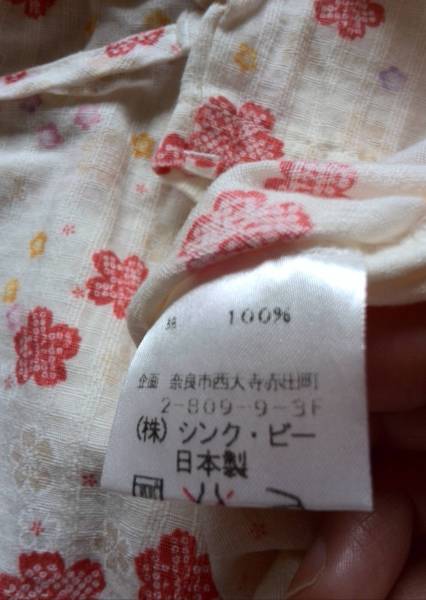 綿 100%
企画 奈良市西大寺赤田町
2-809-9-3F
(株) シンク・ビー
日本製